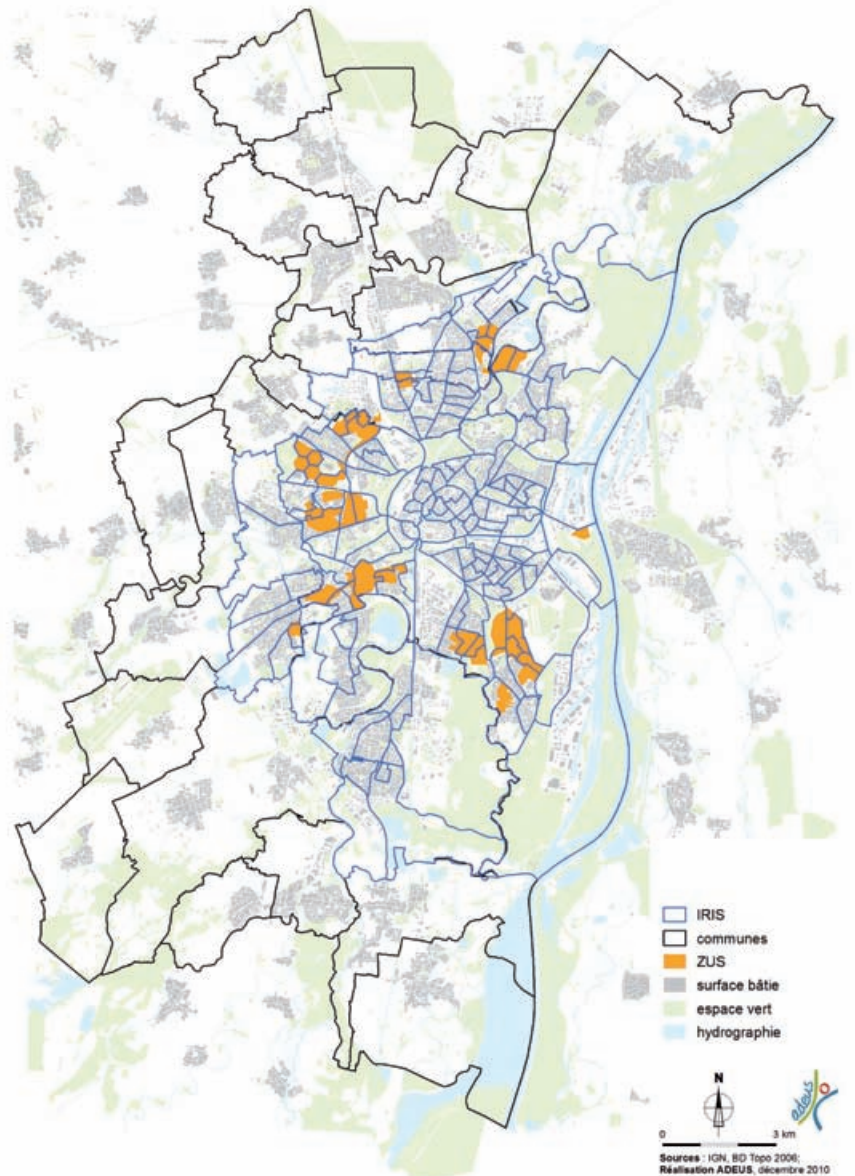 IRIS
communes
ZUS
surface bâtie
espace vert
hydrographie
N
adeus
0 3 km
Sources : IGN, BD Topo 2006;
Réalisation ADEUS, décembre 2010